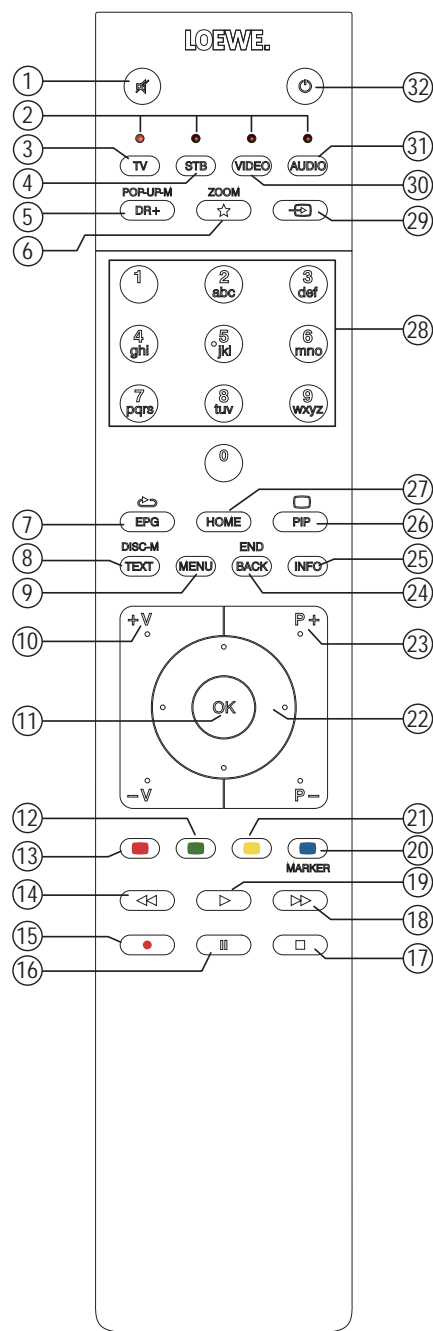 LOEWE.
1 32
2
3 TV STB VIDEO AUDIO 31
4 30
POP-UP-M ZOOM
5 DR+ 29
6
1 2 3
abc def
28
4 5 6
ghi jkl mno
7 8 9
pqrs tuv wxyz
0
27
7 EPG HOME PIP 26
DISC-M END
8 TEXT MENU BACK INFO 25
9 24
10 +V P+ 23
11 OK 22
−V P−
12 21
13 20
MARKER
14 19
18
15
16 17